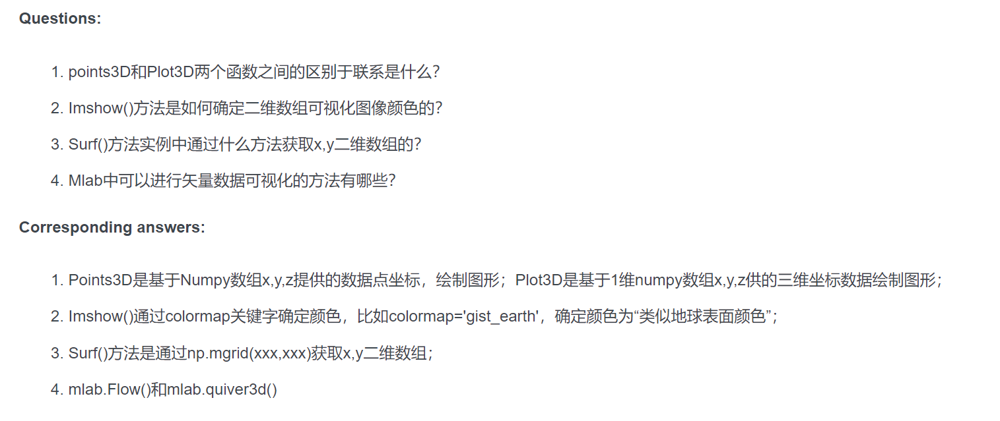 Questions:
1. points3D和Plot3D两个函数之间的区别于联系是什么？
2. Imshow()方法是如何确定二维数组可视化图像颜色的？
3. Surf()方法实例中通过什么方法获取x,y二维数组的？
4. Mlab中可以进行矢量数据可视化的方法有哪些？
Corresponding answers:
1. Points3D是基于Numpy数组x,y,z提供的数据点坐标，绘制图形；Plot3D是基于1维numpy数组x,y,z供的三维坐标数据绘制图形；
2. Imshow()通过colormap关键字确定颜色，比如colormap='gist_earth'，确定颜色为“类似地球表面颜色”；
3. Surf()方法是通过np.mgrid(xxx,xxx)获取x,y二维数组；
4. mlab.Flow()和mlab.quiver3d()